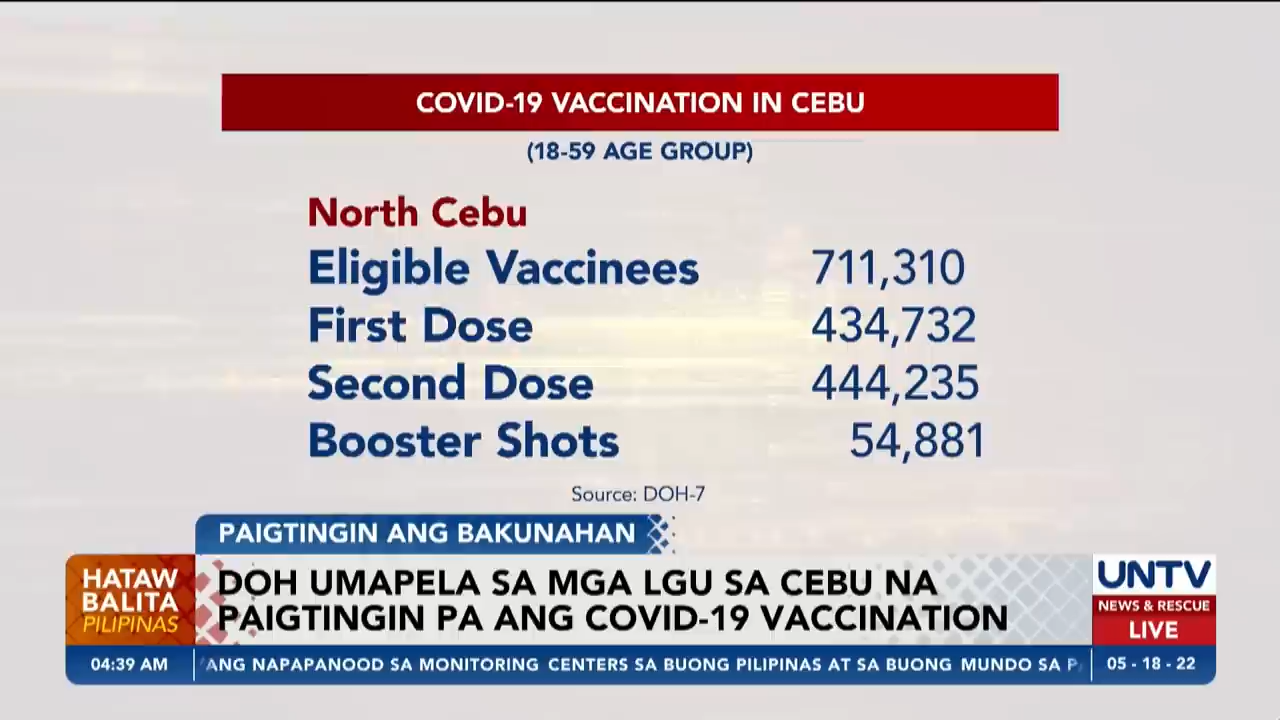 COVID-19 VACCINATION IN CEBU
(18-59 AGE GROUP)
North Cebu
Eligible Vaccinees 711,310
First Dose 434,732
Second Dose 444,235
Booster Shots 54,881
Source: DOH-7
PAIGTINGIN ANG BAKUNAHAN
HATAW
BALITA
PILIPINAS
DOH UMAPELA SA MGA LGU SA CEBU NA
PAIGTINGIN PA ANG COVID-19 VACCINATION
UNTV
NEWS & RESCUE
LIVE
04:39 AM
ANG NAPAPANOOD SA MONITORING CENTERS SA BUONG PILIPINAS AT SA BUONG MUNDO SA
05 - 18 - 22